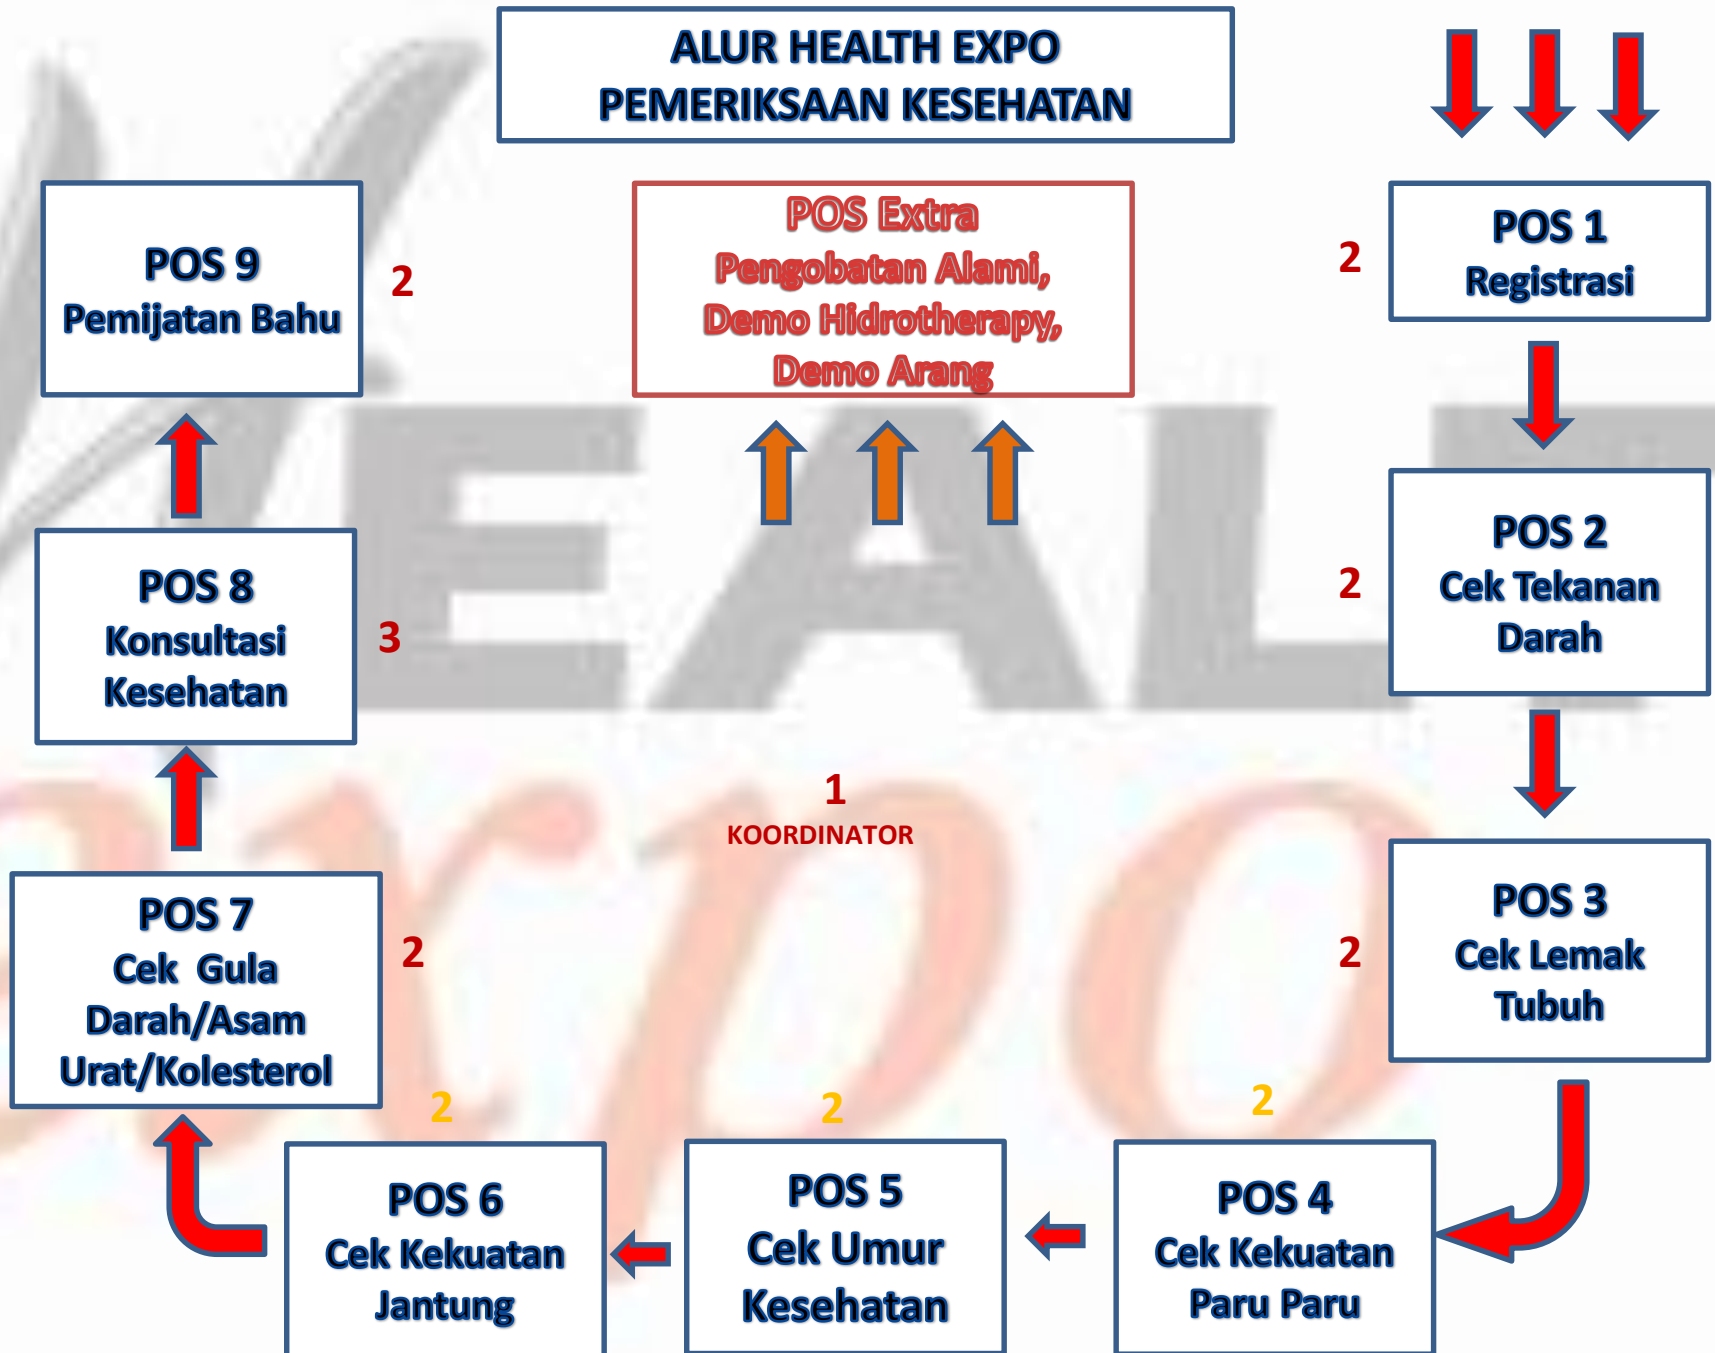 ALUR HEALTH EXPO
PEMERIKSAAN KESEHATAN
POS 1
Registrasi
2
POS 2
Cek Tekanan
Darah
2
POS 3
Cek Lemak
Tubuh
2
POS 4
Cek Kekuatan
Paru Paru
2
POS 5
Cek Umur
Kesehatan
2
POS 6
Cek Kekuatan
Jantung
2
POS 7
Cek Gula
Darah/Asam
Urat/Kolesterol
2
POS 8
Konsultasi
Kesehatan
3
POS 9
Pemijatan Bahu
2
POS Extra
Pengobatan Alami,
Demo Hidrotherapy,
Demo Arang
1
KOORDINATOR
HEALT
expo